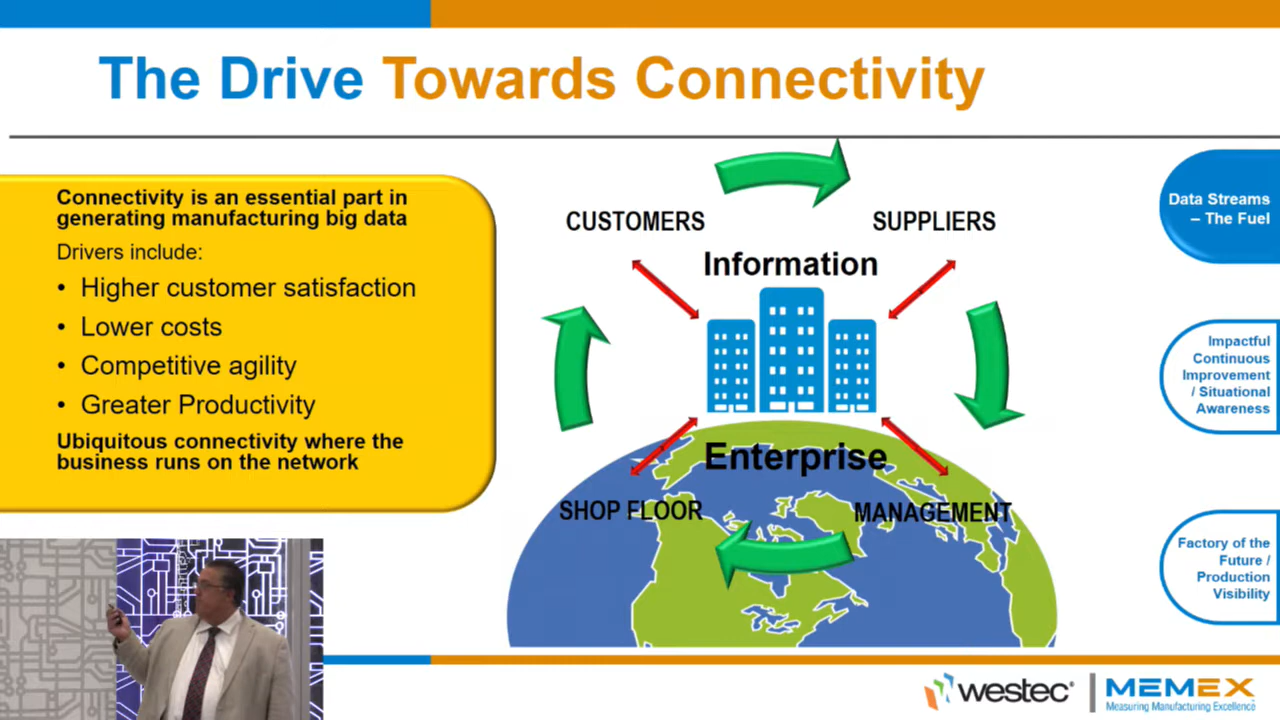 The Drive Towards Connectivity
Connectivity is an essential part in
generating manufacturing big data
Drivers include:
• Higher customer satisfaction
• Lower costs
• Competitive agility
• Greater Productivity
Ubiquitous connectivity where the
business runs on the network
CUSTOMERS
SUPPLIERS
Information
Enterprise
SHOP FLOOR
MANAGEMENT
Data Streams
– The Fuel
Impactful
Continuous
Improvement
/ Situational
Awareness
Factory of the
Future /
Production
Visibility
westec
MEMEX
Measuring Manufacturing Excellence